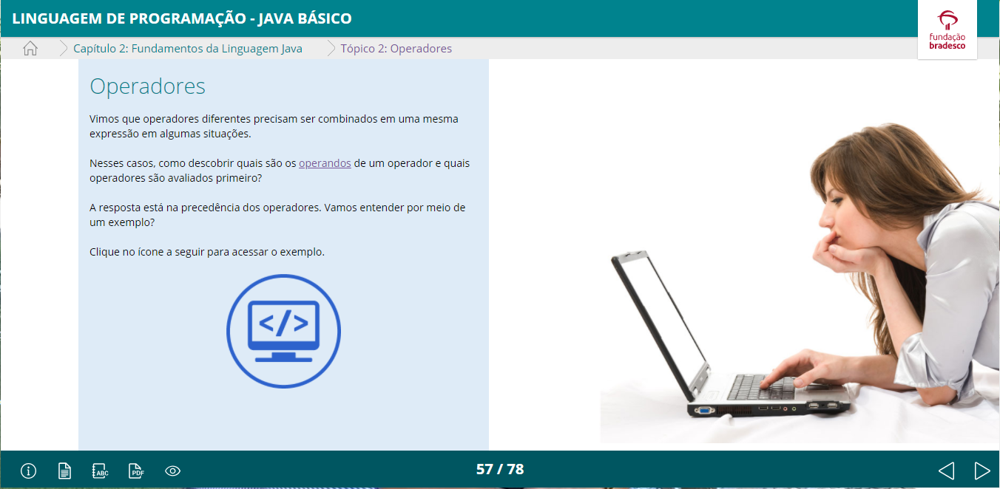 LINGUAGEM DE PROGRAMAÇÃO - JAVA BÁSICO
fundação
bradesco
Capítulo 2: Fundamentos da Linguagem Java
Tópico 2: Operadores
Operadores
Vimos que operadores diferentes precisam ser combinados em uma mesma
expressão em algumas situações.
Nesses casos, como descobrir quais são os operandos de um operador e quais
operadores são avaliados primeiro?
A resposta está na precedência dos operadores. Vamos entender por meio de
um exemplo?
Clique no ícone a seguir para acessar o exemplo.
</>
ABC
PDF
57 / 78